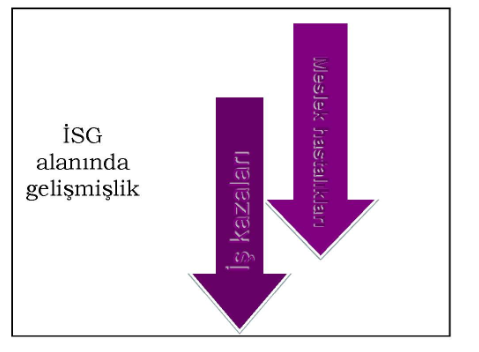 İSG
alanında
gelişmişlik
İş kazaları
Meslek hastalıkları